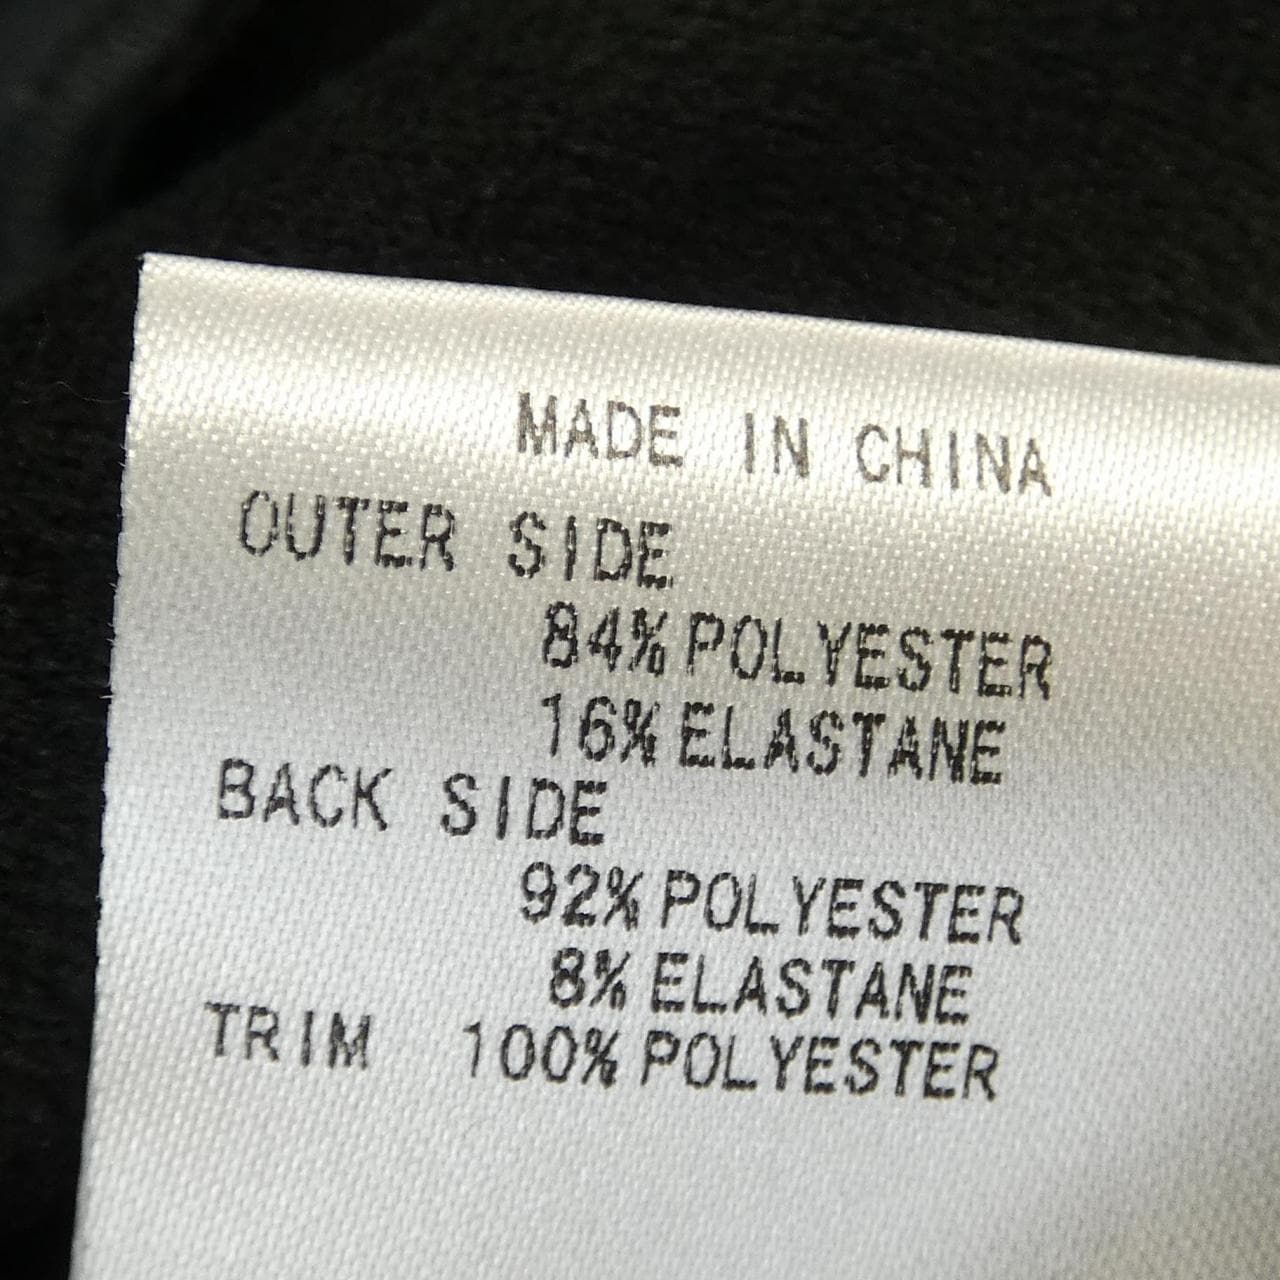 MADE IN CHINA
OUTER SIDE
84% POLYESTER
16% ELASTANE
BACK SIDE
92% POLYESTER
8% ELASTANE
TRIM 100% POLYESTER